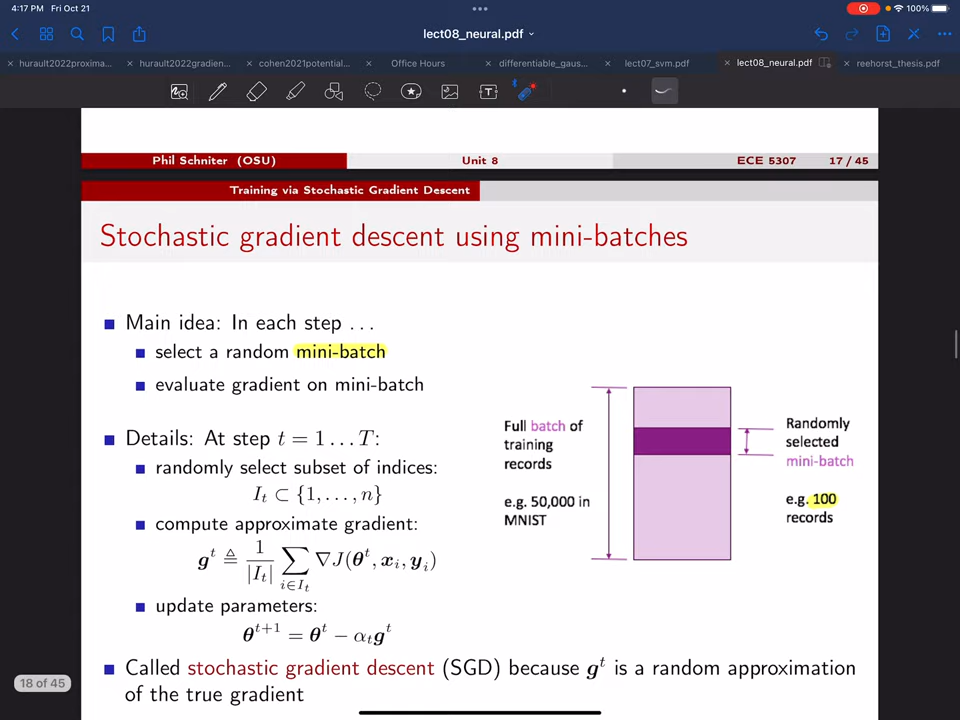 4:17 PM Fri Oct 21
100%
lect08_neural.pdf
hurault2022proxima...
hurault2022gradien...
cohen2021potential...
Office Hours
differentiable_gaus...
lect07_svm.pdf
lect08_neural.pdf
reehorst_thesis.pdf
Phil Schniter (OSU)
Unit 8
ECE 5307
17 / 45
Training via Stochastic Gradient Descent
Stochastic gradient descent using mini-batches
Main idea: In each step . . .
select a random mini-batch
evaluate gradient on mini-batch
Details: At step t = 1 . . . T:
randomly select subset of indices:
I_t ⊂ {1, . . . , n}
compute approximate gradient:
g^t ≜ 1/|I_t| ∑_{i∈I_t} ∇J(θ^t, x_i, y_i)
update parameters:
θ^{t+1} = θ^t − α_t g^t
Full batch of
training
records
e.g. 50,000 in
MNIST
Randomly
selected
mini-batch
e.g. 100
records
Called stochastic gradient descent (SGD) because g^t is a random approximation
of the true gradient
18 of 45